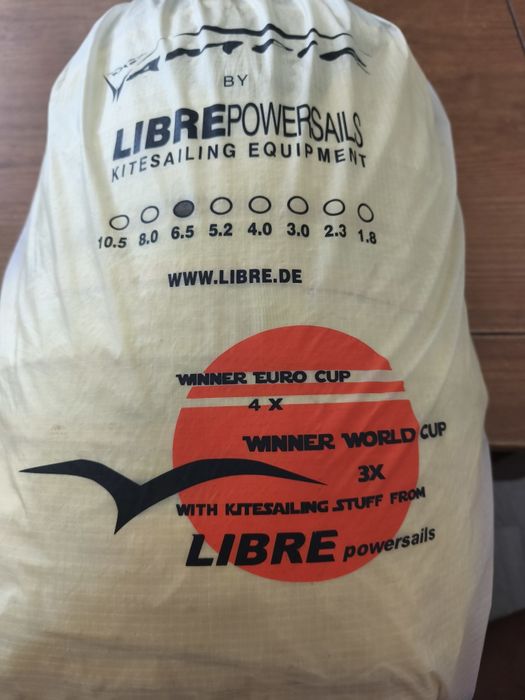 BY
LIBREPOWERSAILS
KITESAILING EQUIPMENT
10.5 8.0 6.5 5.2 4.0 3.0 2.3 1.8
WWW.LIBRE.DE
WINNER EURO CUP
4 X
WINNER WORLD CUP
3X
WITH KITESAILING STUFF FROM
LIBRE powersails